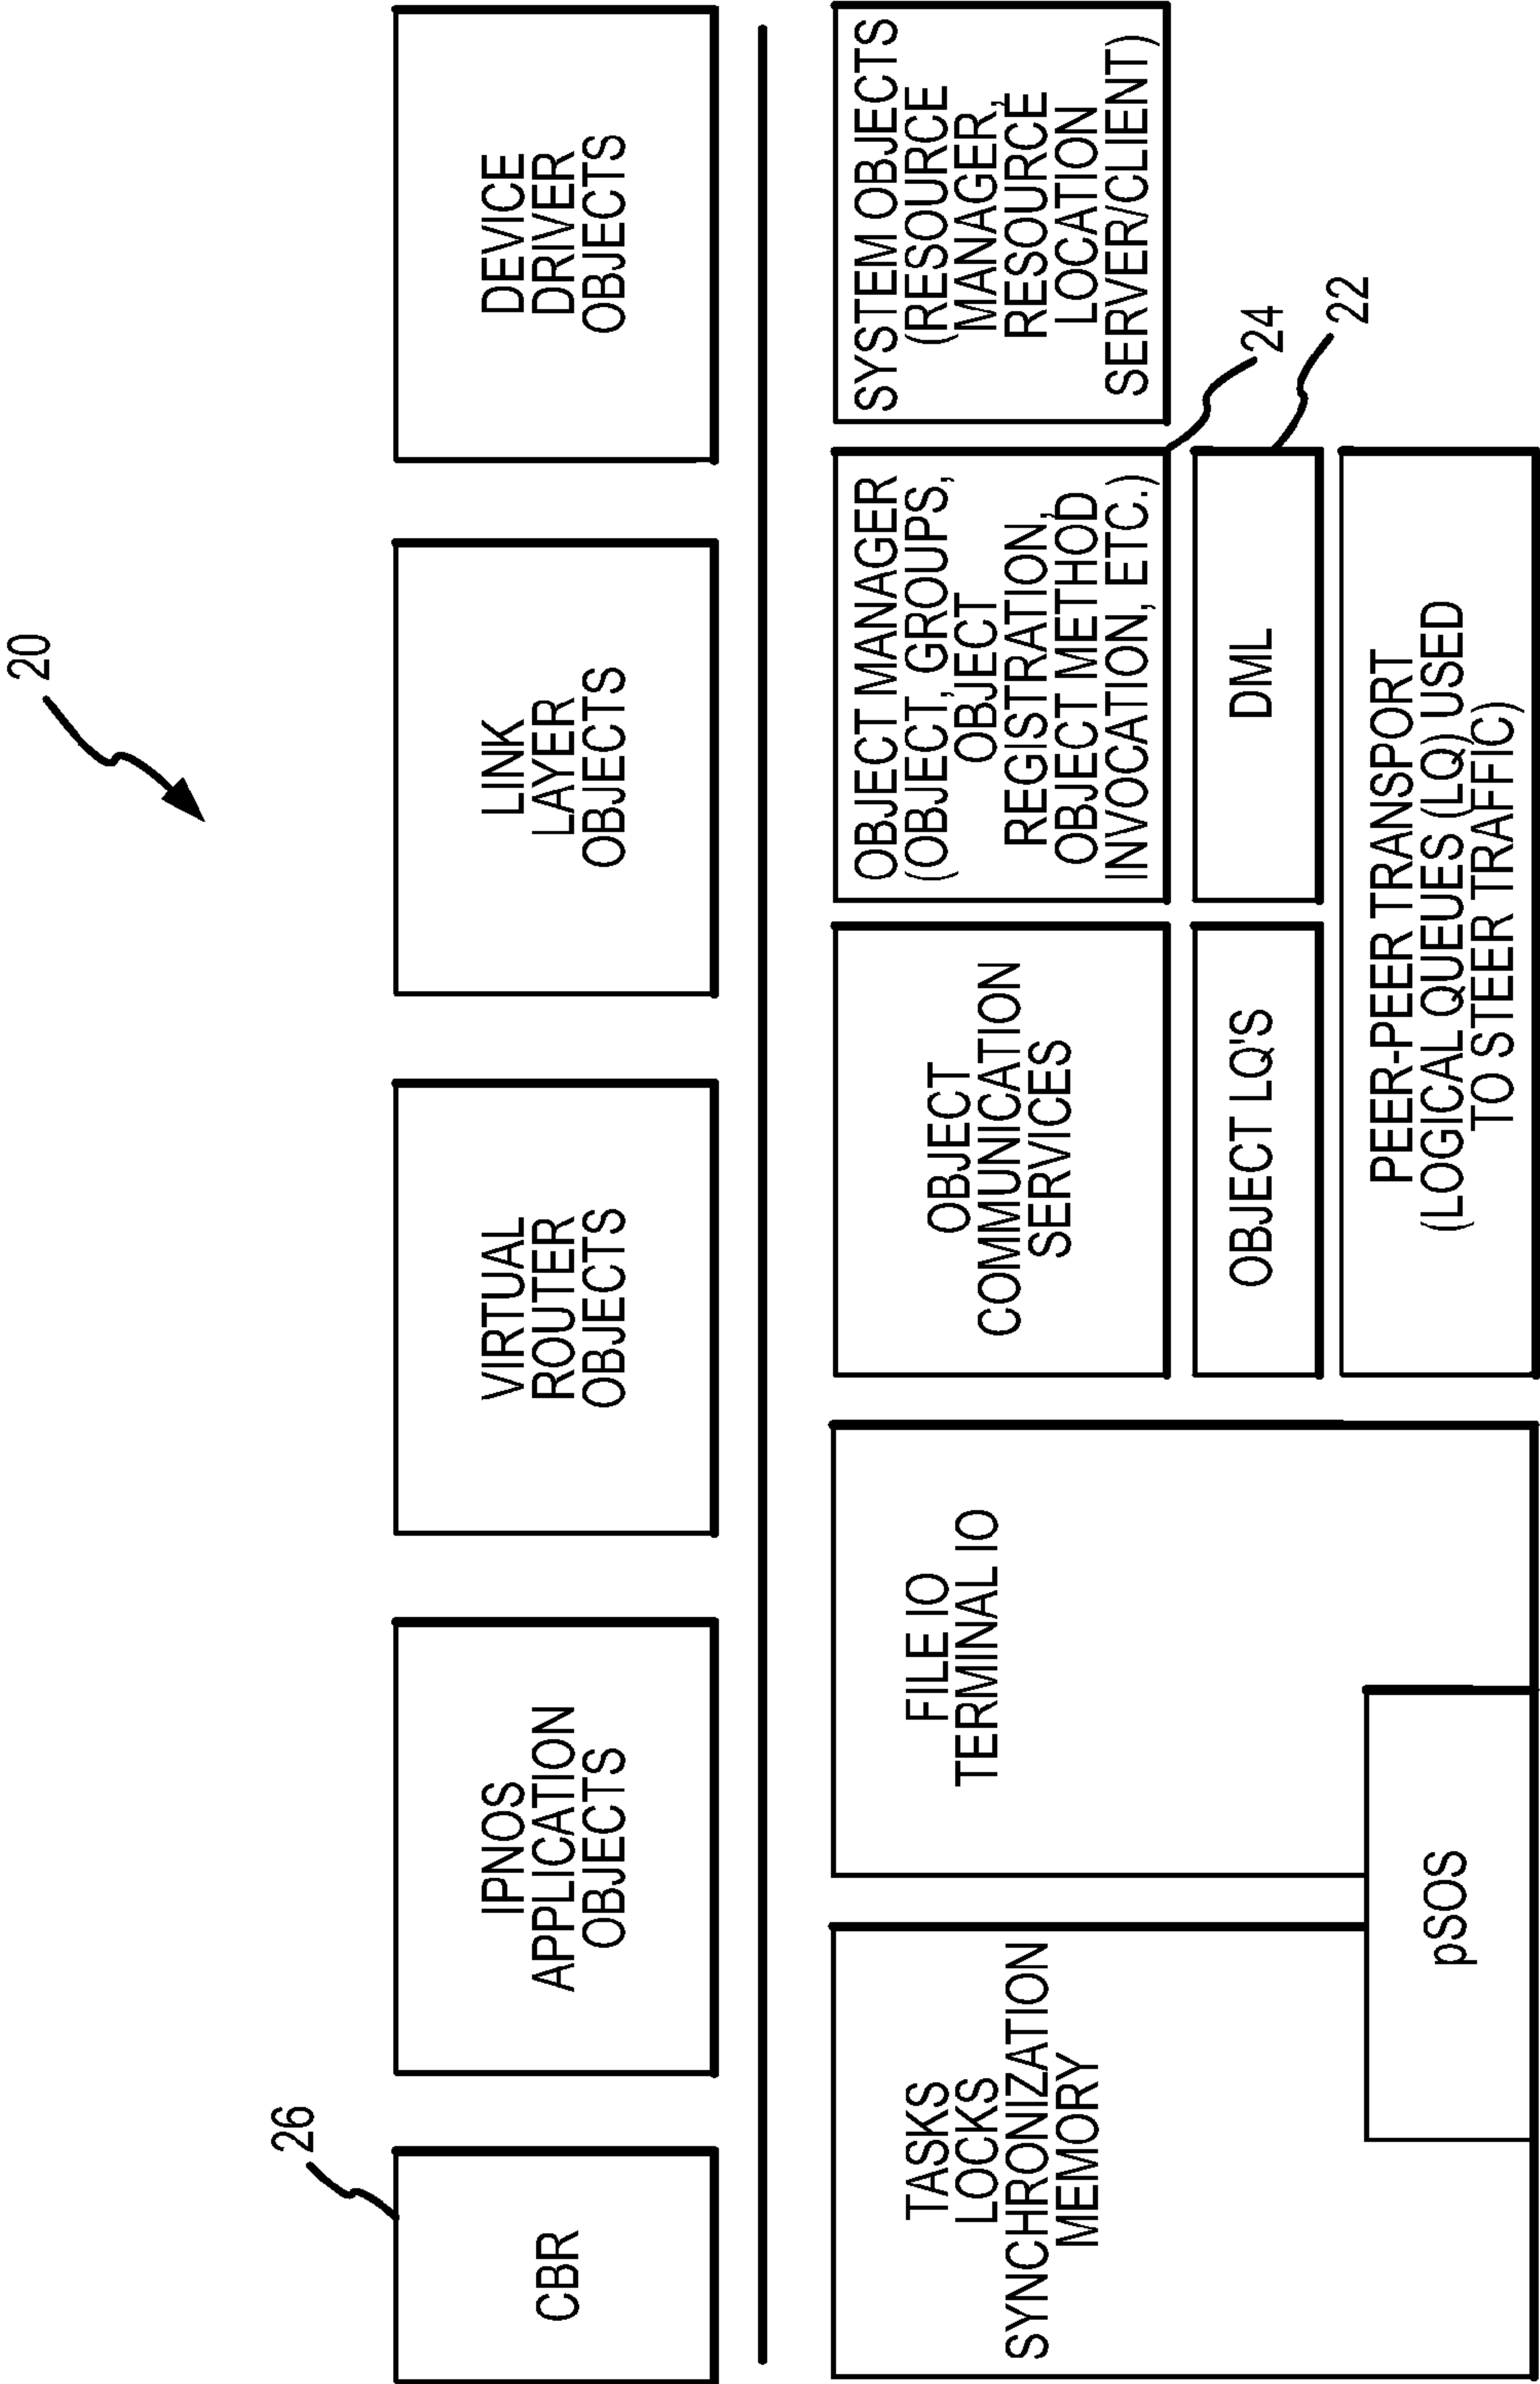 20
26
CBR
IPNOS
APPLICATION
OBJECTS
VIRTUAL
ROUTER
OBJECTS
LINK
LAYER
OBJECTS
DEVICE
DRIVER
OBJECTS
TASKS
LOCKS
SYNCHRONIZATION
MEMORY
FILE IO
TERMINAL IO
pSOS
OBJECT
COMMUNICATION
SERVICES
OBJECT MANAGER
(OBJECT, GROUPS,
OBJECT
REGISTRATION,
OBJECT METHOD
INVOCATION, ETC.)
SYSTEM OBJECTS
(RESOURCE
MANAGER,
RESOURCE
LOCATION
SERVER/CLIENT)
24
OBJECT LQ'S
DML
22
PEER-PEER TRANSPORT
(LOGICAL QUEUES (LQ) USED
TO STEER TRAFFIC)